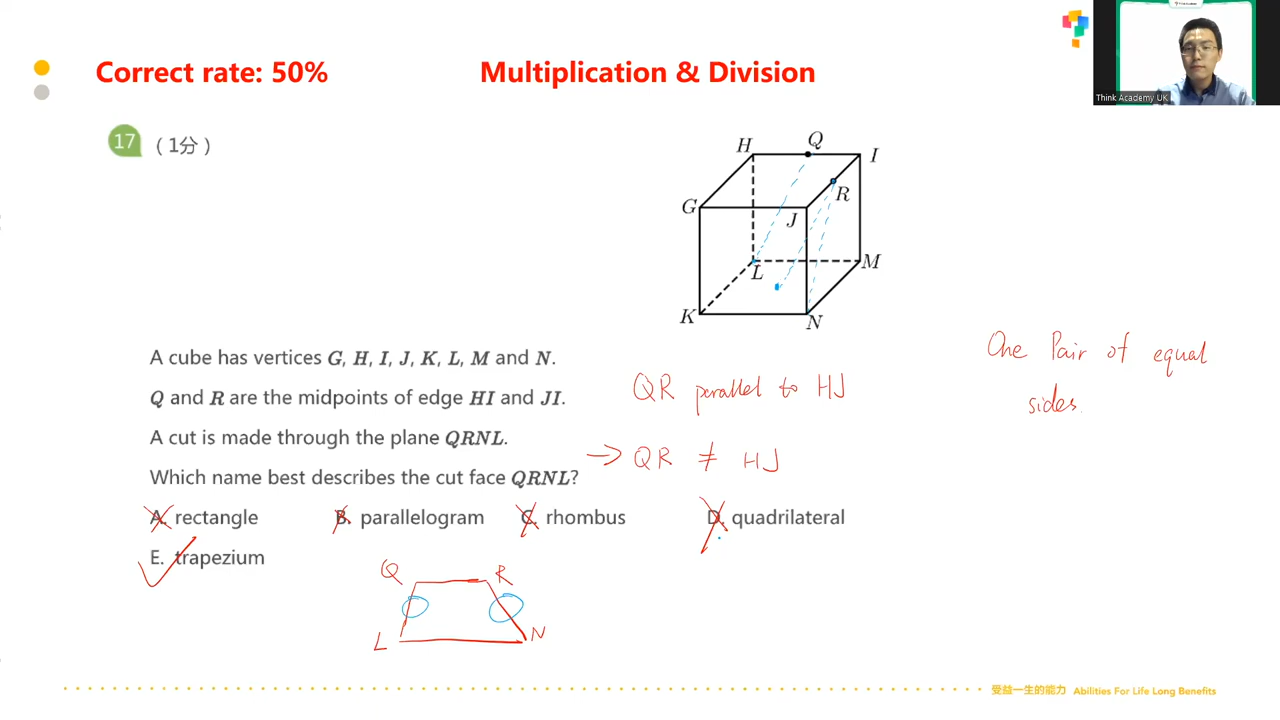 Think Academy UK
Correct rate: 50%
Multiplication & Division
17
（1分）
H
Q
I
R
G
J
L
M
K
N
A cube has vertices G, H, I, J, K, L, M and N.
Q and R are the midpoints of edge HI and JI.
A cut is made through the plane QRNL.
Which name best describes the cut face QRNL?
A. rectangle
B. parallelogram
C. rhombus
D. quadrilateral
E. trapezium
QR parallel to HJ
→ QR ≠ HJ
One Pair of equal
sides.
Q
R
L
N
受益一生的能力 Abilities For Life Long Benefits